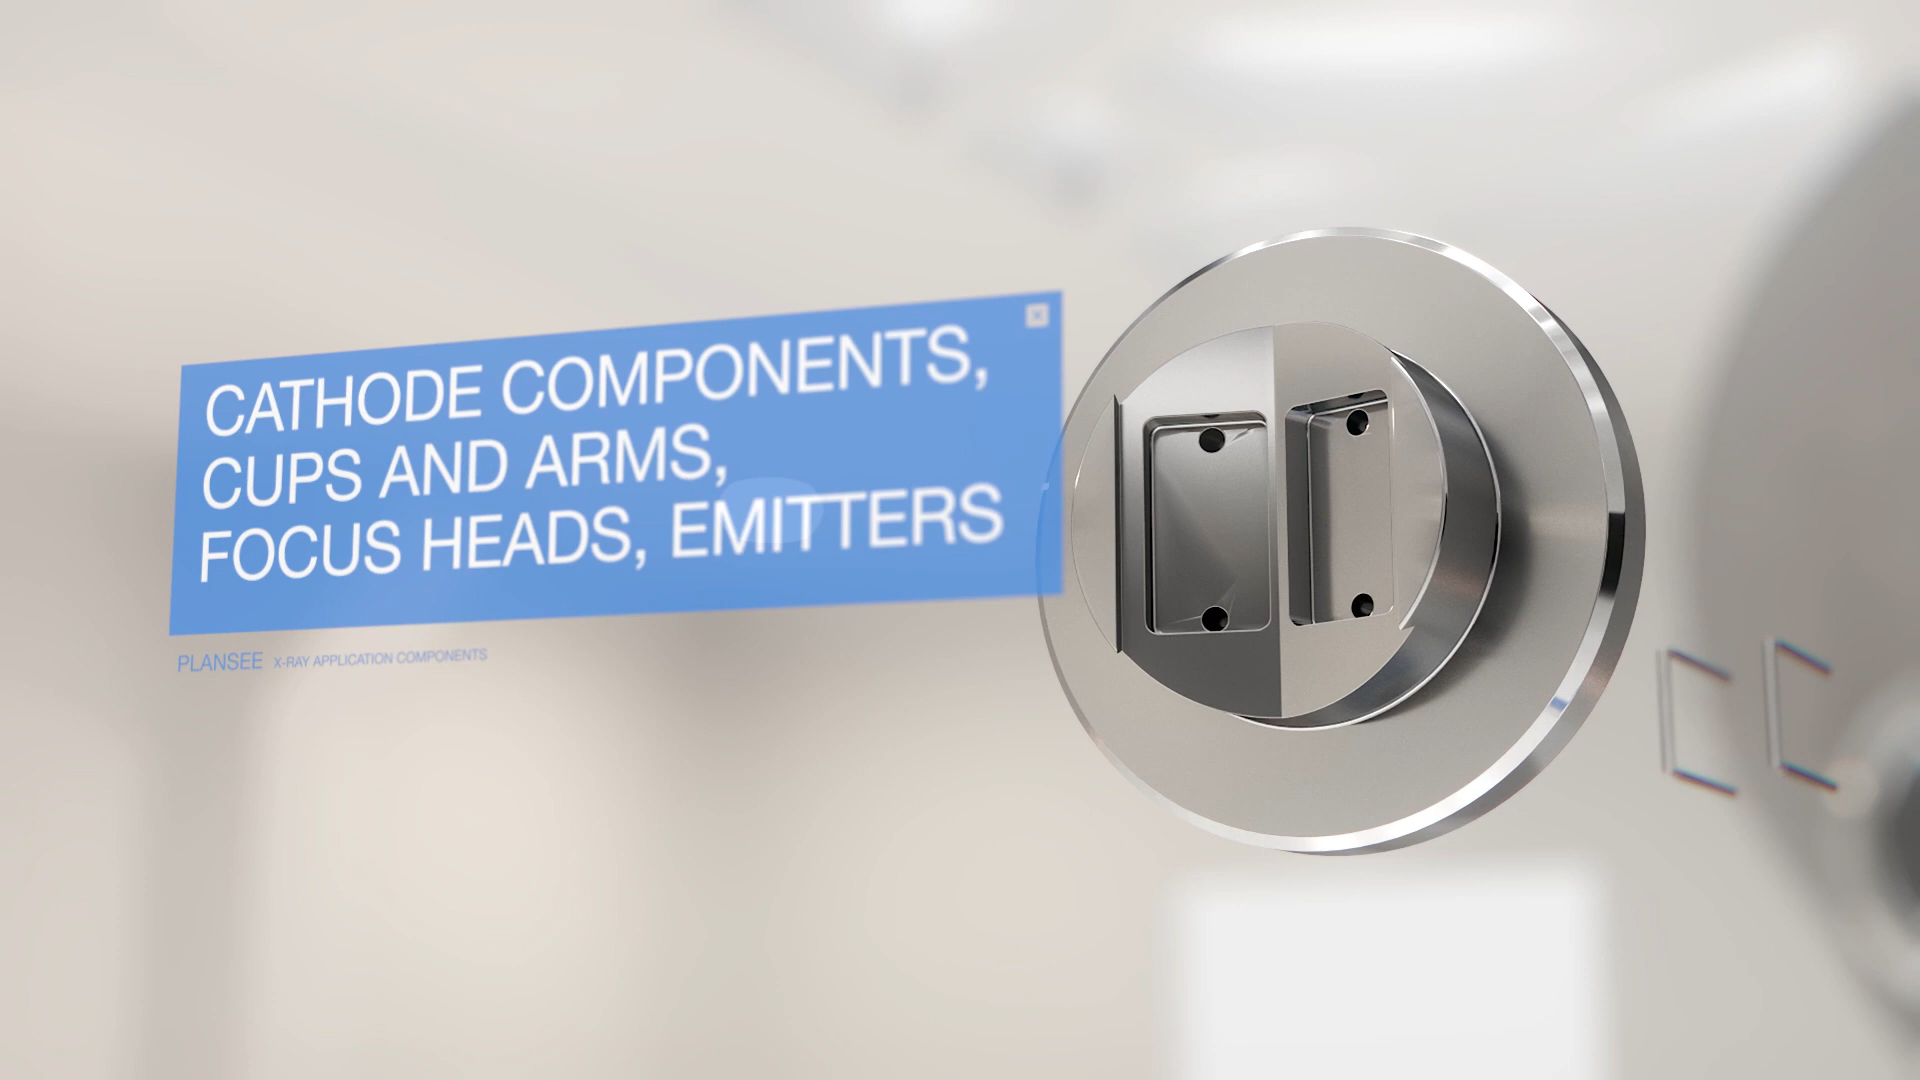 CATHODE COMPONENTS,
CUPS AND ARMS,
FOCUS HEADS, EMITTERS
PLANSEE X-RAY APPLICATION COMPONENTS